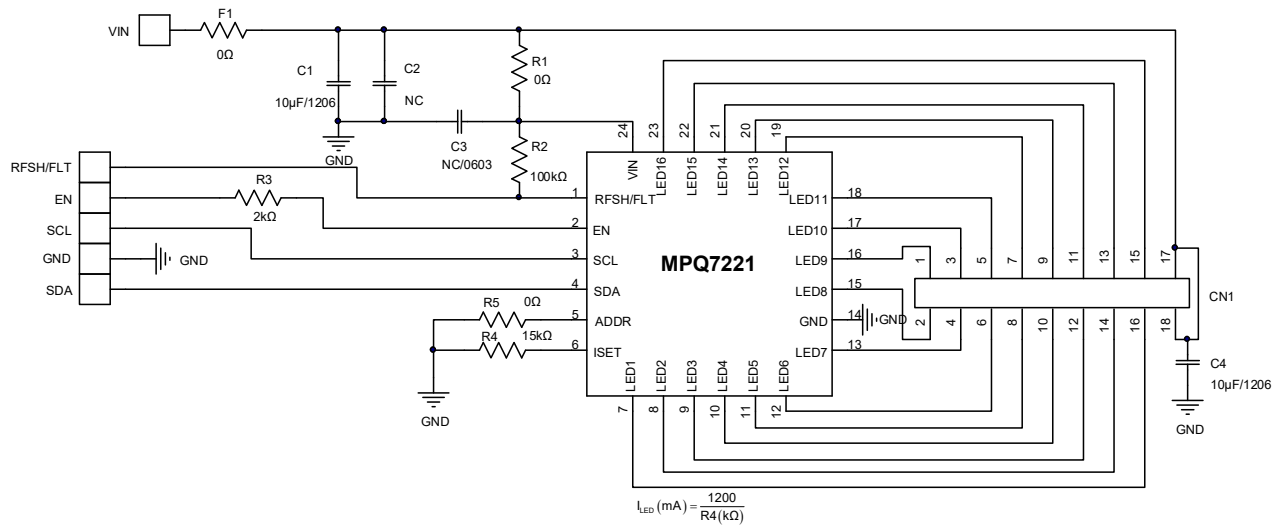 VIN
F1
0Ω
C1
10µF/1206
C2
NC
R1
0Ω
C3
NC/0603
R2
100kΩ
GND
RFSH/FLT
EN
SCL
GND
SDA
GND
R3
2kΩ
R5
0Ω
R4
15kΩ
GND
1
2
3
4
5
6
RFSH/FLT
EN
SCL
SDA
ADDR
ISET
24
23
22
21
20
19
VIN
LED16
LED15
LED14
LED13
LED12
MPQ7221
LED11
LED10
LED9
LED8
GND
LED7
18
17
16
15
14
13
GND
LED1
LED2
LED3
LED4
LED5
LED6
7
8
9
10
11
12
1
3
5
7
9
11
13
15
17
2
4
6
8
10
12
14
16
18
CN1
C4
10µF/1206
GND
I_LED (mA) = 1200 / R4(kΩ)